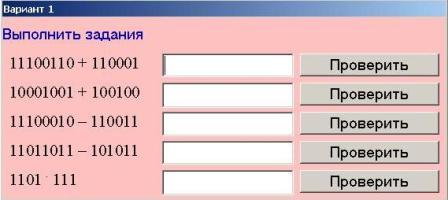 Вариант 1
Выполнить задания
11100110 + 110001 Проверить
10001001 + 100100 Проверить
11100010 – 110011 Проверить
11011011 – 101011 Проверить
1101 · 111 Проверить